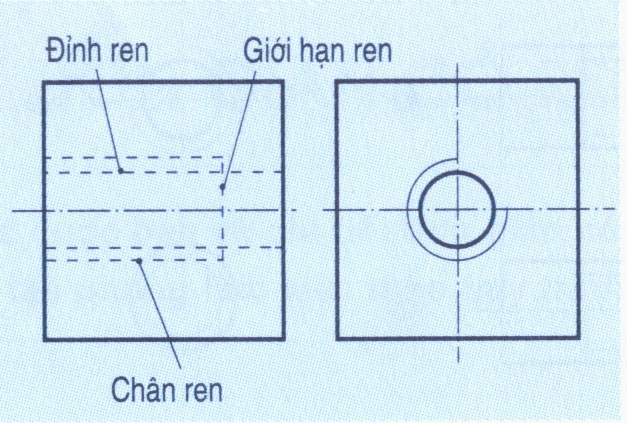 Đỉnh ren
Giới hạn ren
Chân ren